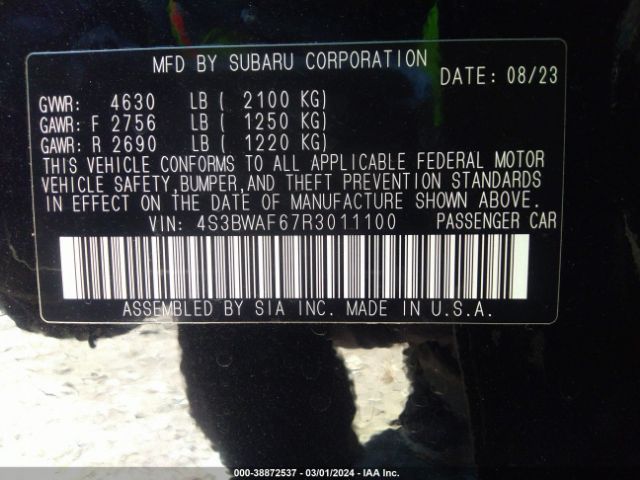 MFD BY SUBARU CORPORATION
DATE: 08/23
GVWR: 4630 LB ( 2100 KG)
GAWR: F 2756 LB ( 1250 KG)
GAWR: R 2690 LB ( 1220 KG)
THIS VEHICLE CONFORMS TO ALL APPLICABLE FEDERAL MOTOR
VEHICLE SAFETY,BUMPER,AND THEFT PREVENTION STANDARDS
IN EFFECT ON THE DATE OF MANUFACTURE SHOWN ABOVE.
VIN: 4S3BWAF67R3011100 PASSENGER CAR
ASSEMBLED BY SIA INC. MADE IN U.S.A.
000-38872537 - 03/01/2024 - IAA Inc.